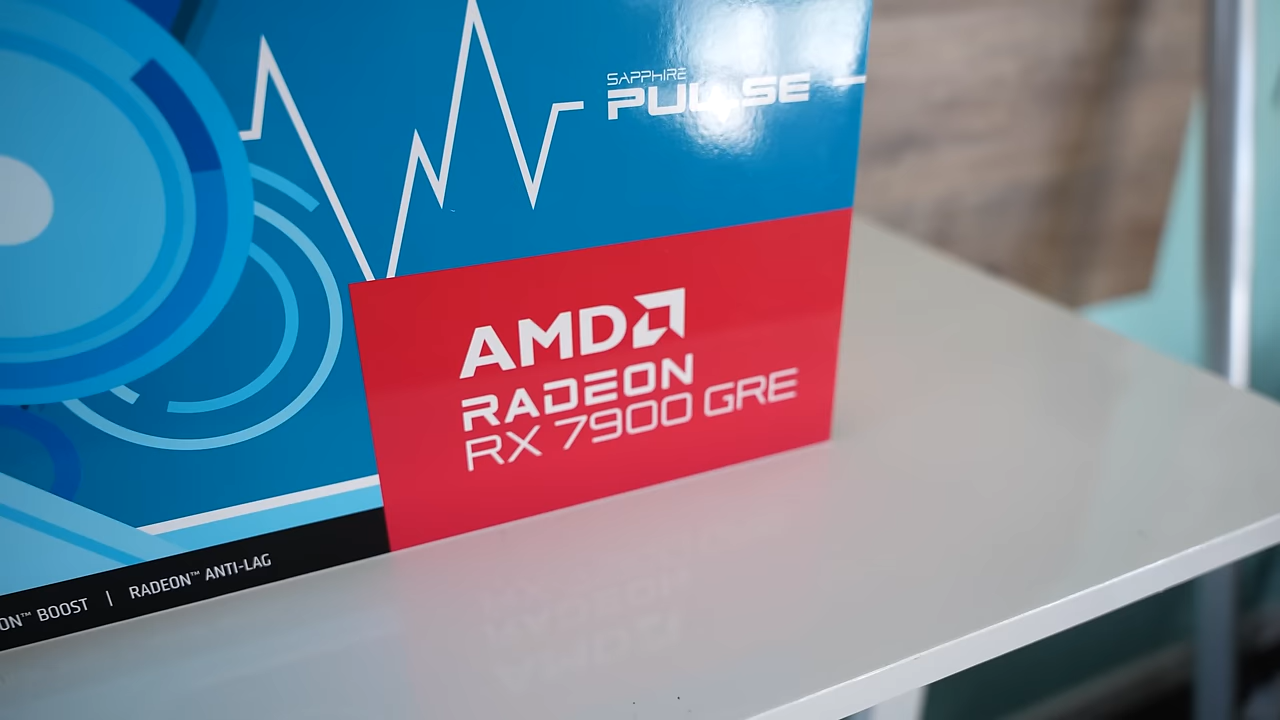 SAPPHIRE
PULSE
AMD
RADEON
RX 7900 GRE
ON™ BOOST | RADEON™ ANTI-LAG